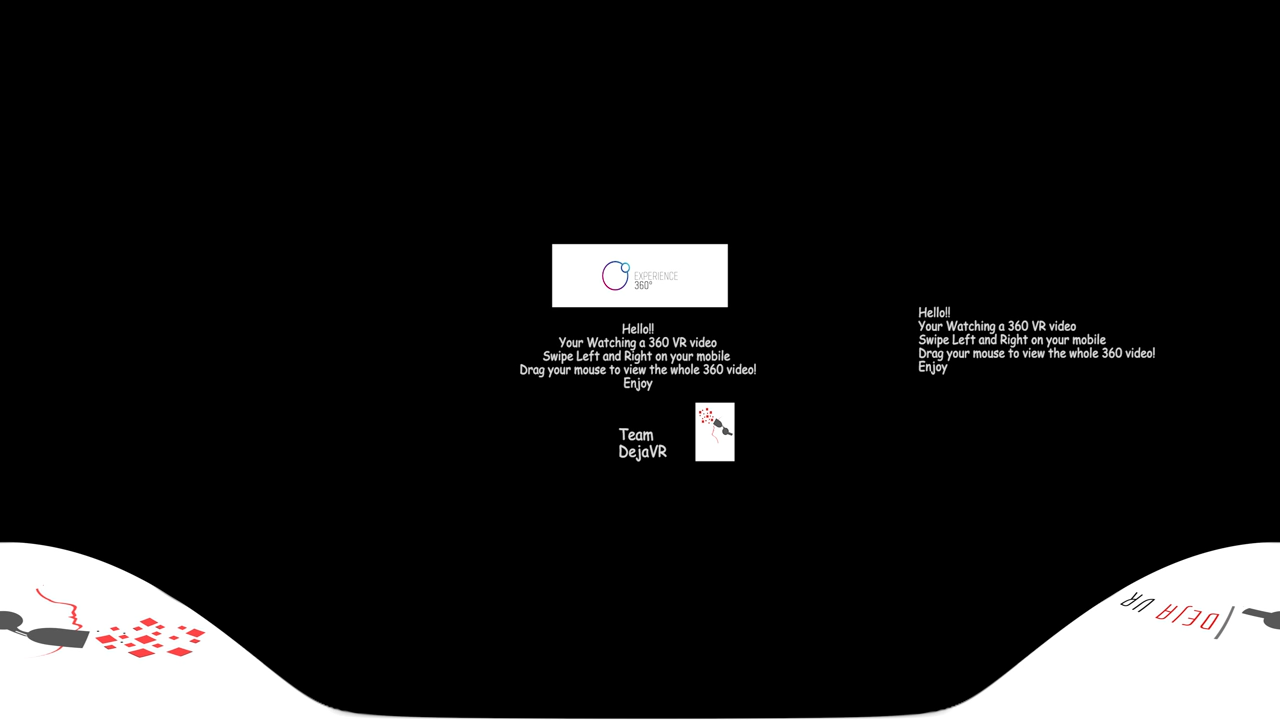 EXPERIENCE
360°
Hello!!
Your Watching a 360 VR video
Swipe Left and Right on your mobile
Drag your mouse to view the whole 360 video!
Enjoy
Team
DejaVR
Hello!!
Your Watching a 360 VR video
Swipe Left and Right on your mobile
Drag your mouse to view the whole 360 video!
Enjoy
DEJA VR